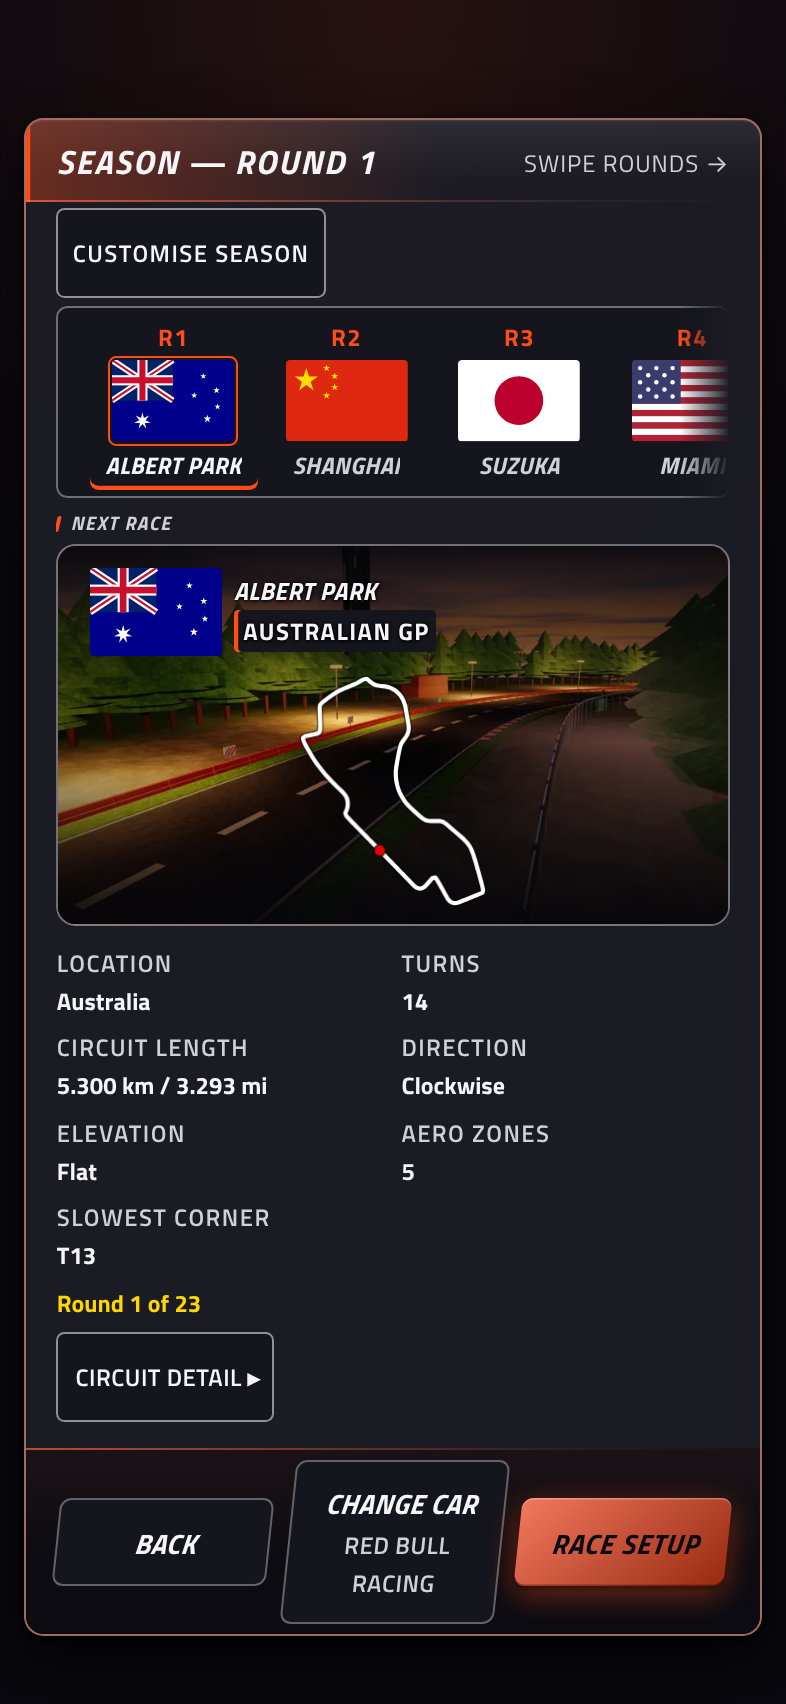 SEASON — ROUND 1
SWIPE ROUNDS →
CUSTOMISE SEASON
R1 R2 R3 R4
ALBERT PARK SHANGHAI SUZUKA MIAMI
NEXT RACE
ALBERT PARK
AUSTRALIAN GP
LOCATION TURNS
Australia 14
CIRCUIT LENGTH DIRECTION
5.300 km / 3.293 mi Clockwise
ELEVATION AERO ZONES
Flat 5
SLOWEST CORNER
T13
Round 1 of 23
CIRCUIT DETAIL ▸
BACK
CHANGE CAR
RED BULL
RACING
RACE SETUP